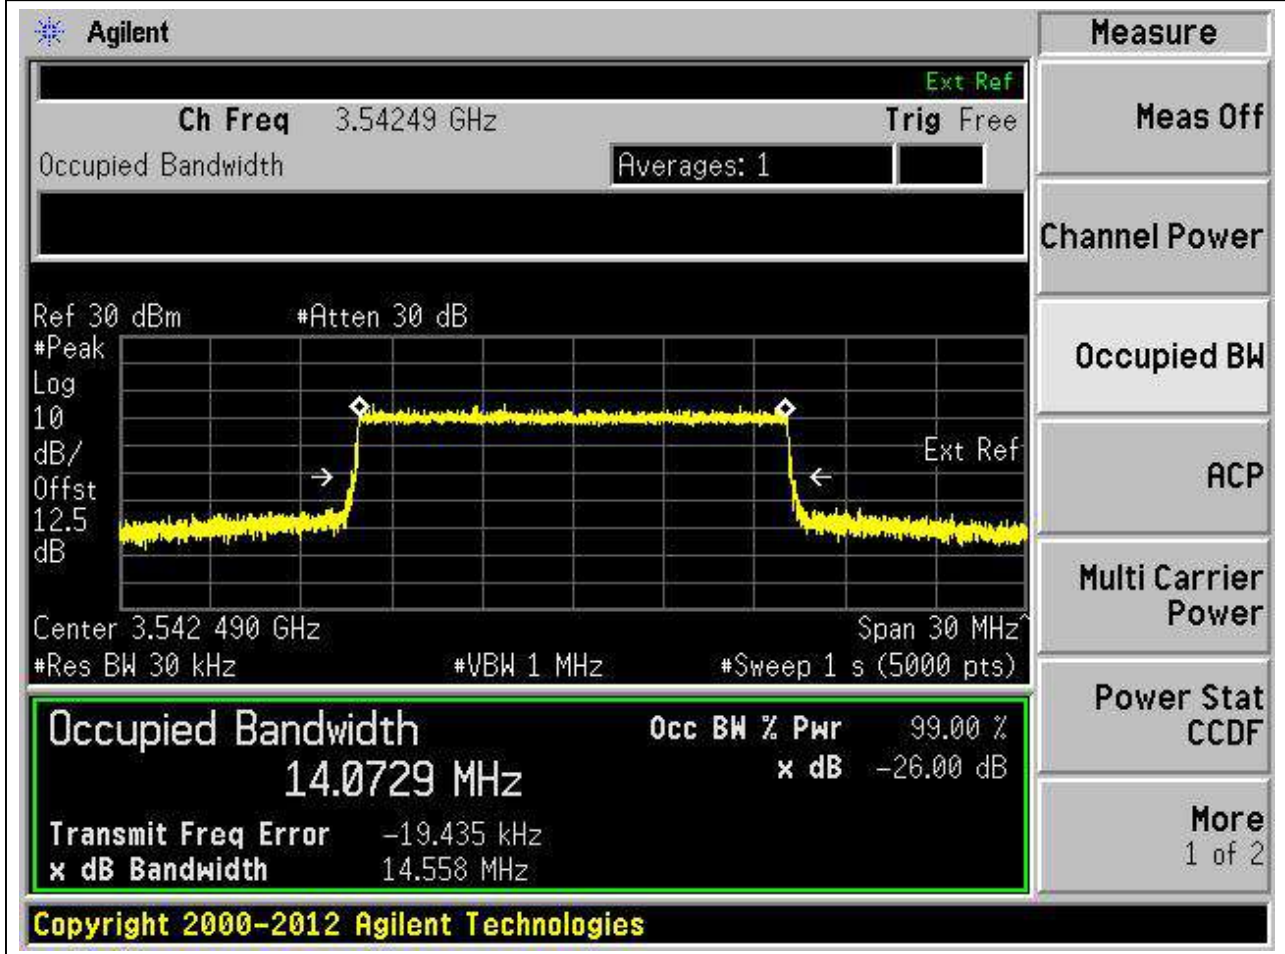 Agilent
Measure
Ext Ref
Ch Freq 3.54249 GHz Trig Free
Meas Off
Occupied Bandwidth Averages: 1
Channel Power
Ref 30 dBm #Atten 30 dB
#Peak
Log
10
dB/
Offst
12.5
dB
Ext Ref
Occupied BW
ACP
Center 3.542 490 GHz Span 30 MHz^
#Res BW 30 kHz #VBW 1 MHz #Sweep 1 s (5000 pts)
Multi Carrier
Power
Occupied Bandwidth Occ BW % Pwr 99.00 %
14.0729 MHz x dB -26.00 dB
Transmit Freq Error -19.435 kHz
x dB Bandwidth 14.558 MHz
Power Stat
CCDF
More
1 of 2
Copyright 2000-2012 Agilent Technologies